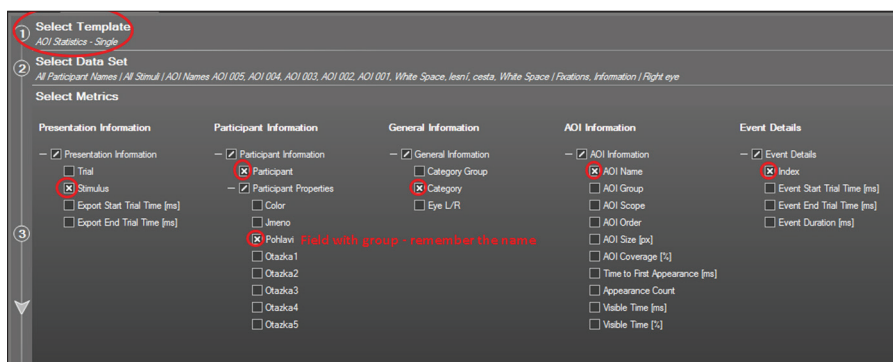 1
Select Template
AOI Statistics - Single
2
Select Data Set
All Participant Names | All Stimuli | AOI Names AOI 005, AOI 004, AOI 003, AOI 002, AOI 001, White Space, lesní, cesta, White Space | Fixations, Information | Right eye
Select Metrics
3
Presentation Information
Presentation Information
Trial
Stimulus
Export Start Trial Time [ms]
Export End Trial Time [ms]
Participant Information
Participant Information
Participant
Participant Properties
Color
Jmeno
Pohlavi Field with group - remember the name
Otazka1
Otazka2
Otazka3
Otazka4
Otazka5
General Information
General Information
Category Group
Category
Eye L/R
AOI Information
AOI Information
AOI Name
AOI Group
AOI Scope
AOI Order
AOI Size [px]
AOI Coverage [%]
Time to First Appearance [ms]
Appearance Count
Visible Time [ms]
Visible Time [%]
Event Details
Event Details
Index
Event Start Trial Time [ms]
Event End Trial Time [ms]
Event Duration [ms]